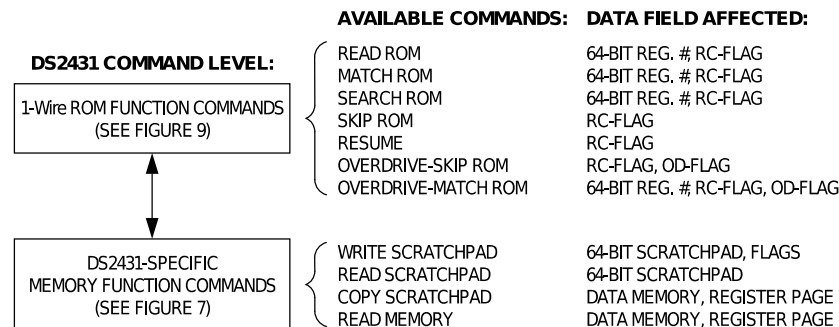 AVAILABLE COMMANDS: DATA FIELD AFFECTED:
DS2431 COMMAND LEVEL:
1-Wire ROM FUNCTION COMMANDS
(SEE FIGURE 9)
READ ROM 64-BIT REG. #, RC-FLAG
MATCH ROM 64-BIT REG. #, RC-FLAG
SEARCH ROM 64-BIT REG. #, RC-FLAG
SKIP ROM RC-FLAG
RESUME RC-FLAG
OVERDRIVE-SKIP ROM RC-FLAG, OD-FLAG
OVERDRIVE-MATCH ROM 64-BIT REG. #, RC-FLAG, OD-FLAG
DS2431-SPECIFIC
MEMORY FUNCTION COMMANDS
(SEE FIGURE 7)
WRITE SCRATCHPAD 64-BIT SCRATCHPAD, FLAGS
READ SCRATCHPAD 64-BIT SCRATCHPAD
COPY SCRATCHPAD DATA MEMORY, REGISTER PAGE
READ MEMORY DATA MEMORY, REGISTER PAGE